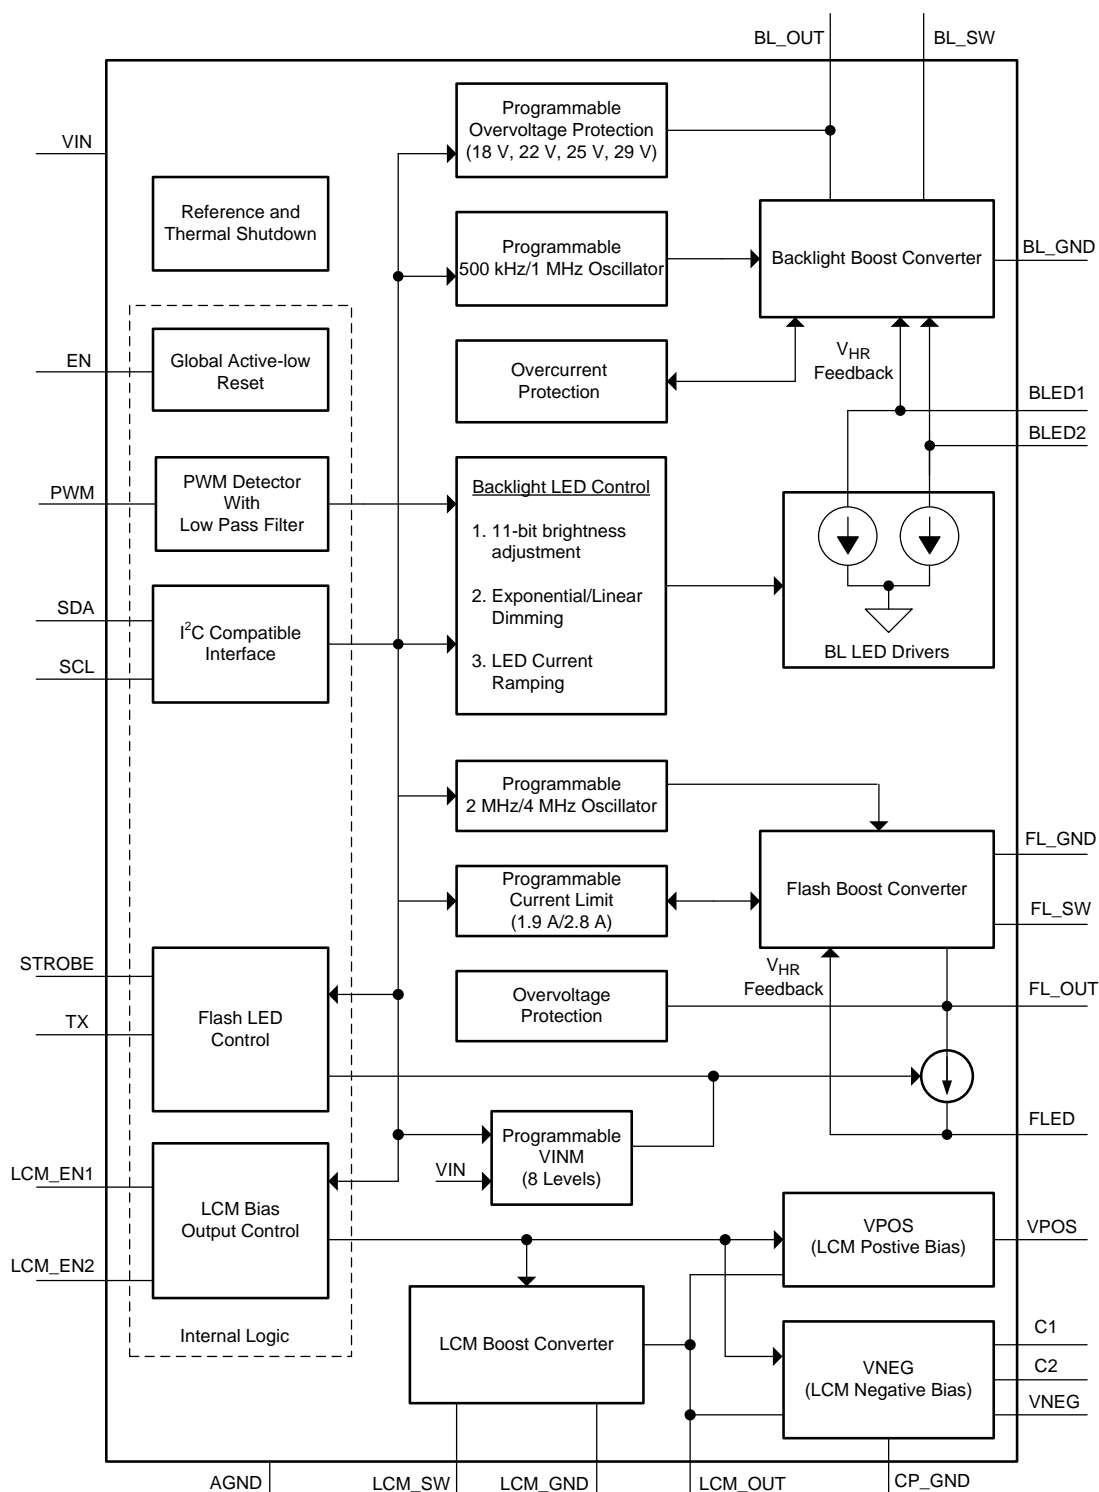 BL_OUT
BL_SW
VIN
Programmable
Overvoltage Protection
(18 V, 22 V, 25 V, 29 V)
Reference and
Thermal Shutdown
Programmable
500 kHz/1 MHz Oscillator
Backlight Boost Converter
BL_GND
EN
Global Active-low
Reset
Overcurrent
Protection
VHR
Feedback
BLED1
BLED2
PWM
PWM Detector
With
Low Pass Filter
Backlight LED Control
1. 11-bit brightness
adjustment
2. Exponential/Linear
Dimming
3. LED Current
Ramping
SDA
SCL
I2C Compatible
Interface
BL LED Drivers
Programmable
2 MHz/4 MHz Oscillator
Programmable
Current Limit
(1.9 A/2.8 A)
Flash Boost Converter
FL_GND
FL_SW
STROBE
TX
Flash LED
Control
Overvoltage
Protection
VHR
Feedback
FL_OUT
FLED
Programmable
VINM
(8 Levels)
VIN
LCM_EN1
LCM_EN2
LCM Bias
Output Control
VPOS
(LCM Postive Bias)
VPOS
Internal Logic
LCM Boost Converter
VNEG
(LCM Negative Bias)
C1
C2
VNEG
AGND
LCM_SW
LCM_GND
LCM_OUT
CP_GND